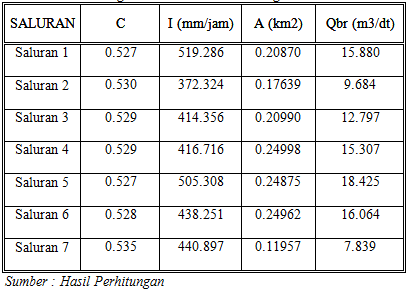 SALURAN C I (mm/jam) A (km2) Qbr (m3/dt)
Saluran 1 0.527 519.286 0.20870 15.880
Saluran 2 0.530 372.324 0.17639 9.684
Saluran 3 0.529 414.356 0.20990 12.797
Saluran 4 0.529 416.716 0.24998 15.307
Saluran 5 0.527 505.308 0.24875 18.425
Saluran 6 0.528 438.251 0.24962 16.064
Saluran 7 0.535 440.897 0.11957 7.839
Sumber : Hasil Perhitungan